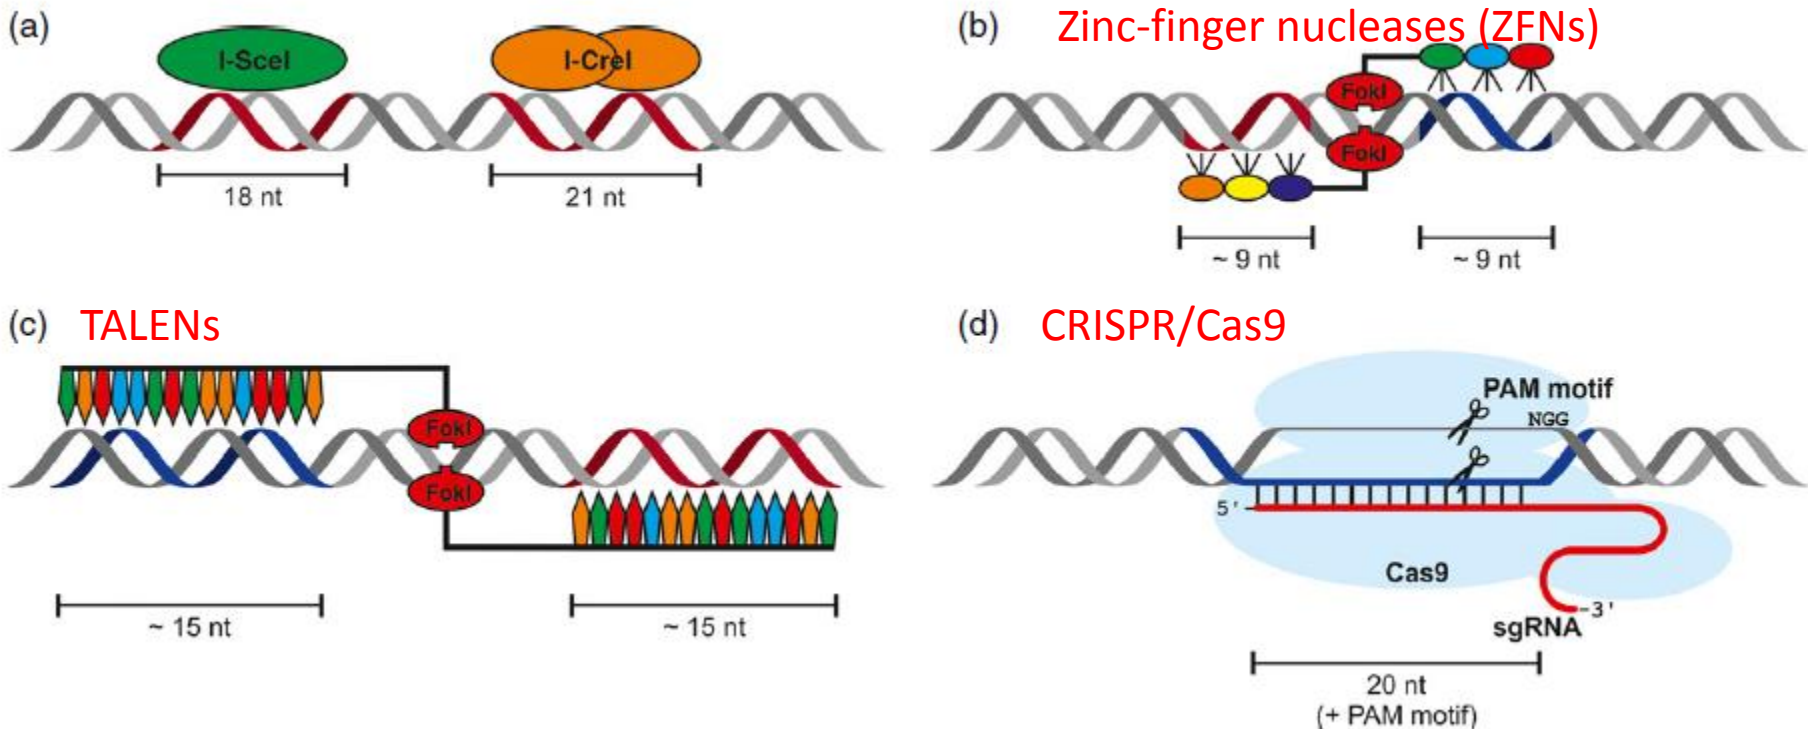 (a)
I-SceI
I-CreI
18 nt
21 nt
(b) Zinc-finger nucleases (ZFNs)
FokI
FokI
~ 9 nt
~ 9 nt
(c) TALENs
FokI
FokI
~ 15 nt
~ 15 nt
(d) CRISPR/Cas9
PAM motif
NGG
5'
Cas9
3'
sgRNA
20 nt
(+ PAM motif)